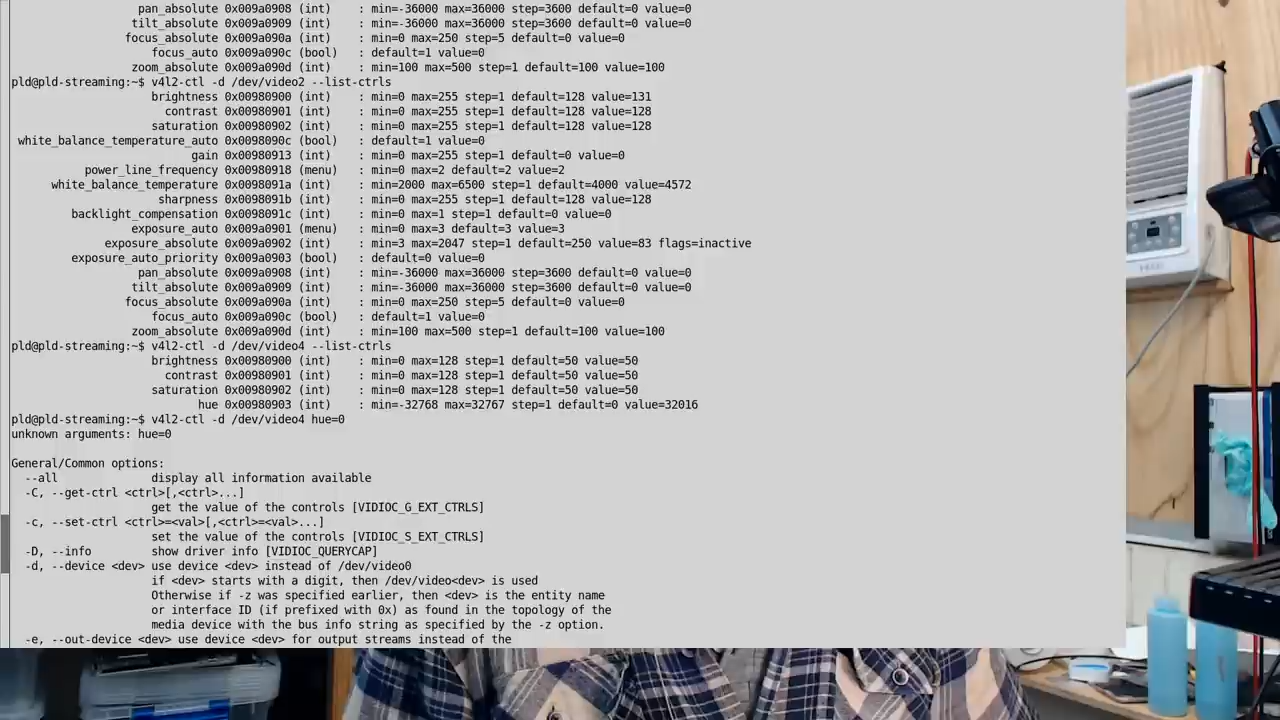 pan_absolute 0x009a0908 (int)    : min=-36000 max=36000 step=3600 default=0 value=0
tilt_absolute 0x009a0909 (int)    : min=-36000 max=36000 step=3600 default=0 value=0
focus_absolute 0x009a090a (int)    : min=0 max=250 step=5 default=0 value=0
focus_auto 0x009a090c (bool)   : default=1 value=0
zoom_absolute 0x009a090d (int)    : min=100 max=500 step=1 default=100 value=100
pld@pld-streaming:~$ v4l2-ctl -d /dev/video2 --list-ctrls
brightness 0x00980900 (int)    : min=0 max=255 step=1 default=128 value=131
contrast 0x00980901 (int)    : min=0 max=255 step=1 default=128 value=128
saturation 0x00980902 (int)    : min=0 max=255 step=1 default=128 value=128
white_balance_temperature_auto 0x0098090c (bool)   : default=1 value=0
gain 0x00980913 (int)    : min=0 max=255 step=1 default=0 value=0
power_line_frequency 0x00980918 (menu)   : min=0 max=2 default=2 value=2
white_balance_temperature 0x0098091a (int)    : min=2000 max=6500 step=1 default=4000 value=4572
sharpness 0x0098091b (int)    : min=0 max=255 step=1 default=128 value=128
backlight_compensation 0x0098091c (int)    : min=0 max=1 step=1 default=0 value=0
exposure_auto 0x009a0901 (menu)   : min=0 max=3 default=3 value=3
exposure_absolute 0x009a0902 (int)    : min=3 max=2047 step=1 default=250 value=83 flags=inactive
exposure_auto_priority 0x009a0903 (bool)   : default=0 value=0
pan_absolute 0x009a0908 (int)    : min=-36000 max=36000 step=3600 default=0 value=0
tilt_absolute 0x009a0909 (int)    : min=-36000 max=36000 step=3600 default=0 value=0
focus_absolute 0x009a090a (int)    : min=0 max=250 step=5 default=0 value=0
focus_auto 0x009a090c (bool)   : default=1 value=0
zoom_absolute 0x009a090d (int)    : min=100 max=500 step=1 default=100 value=100
pld@pld-streaming:~$ v4l2-ctl -d /dev/video4 --list-ctrls
brightness 0x00980900 (int)    : min=0 max=128 step=1 default=50 value=50
contrast 0x00980901 (int)    : min=0 max=128 step=1 default=50 value=50
saturation 0x00980902 (int)    : min=0 max=128 step=1 default=50 value=50
hue 0x00980903 (int)    : min=-32768 max=32767 step=1 default=0 value=32016
pld@pld-streaming:~$ v4l2-ctl -d /dev/video4 hue=0
unknown arguments: hue=0
General/Common options:
--all              display all information available
-C, --get-ctrl <ctrl>[,<ctrl>...]
get the value of the controls [VIDIOC_G_EXT_CTRLS]
-c, --set-ctrl <ctrl>=<val>[,<ctrl>=<val>...]
set the value of the controls [VIDIOC_S_EXT_CTRLS]
-D, --info         show driver info [VIDIOC_QUERYCAP]
-d, --device <dev> use device <dev> instead of /dev/video0
if <dev> starts with a digit, then /dev/video<dev> is used
Otherwise if -z was specified earlier, then <dev> is the entity name
or interface ID (if prefixed with 0x) as found in the topology of the
media device with the bus info string as specified by the -z option.
-e, --out-device <dev> use device <dev> for output streams instead of the